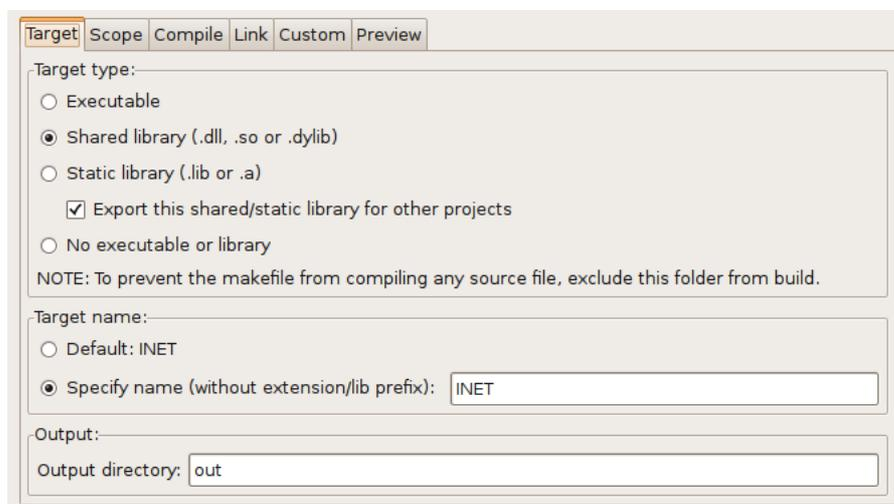 Target Scope Compile Link Custom Preview
Target type:
Executable
Shared library (.dll, .so or .dylib)
Static library (.lib or .a)
Export this shared/static library for other projects
No executable or library
NOTE: To prevent the makefile from compiling any source file, exclude this folder from build.
Target name:
Default: INET
Specify name (without extension/lib prefix): INET
Output:
Output directory: out